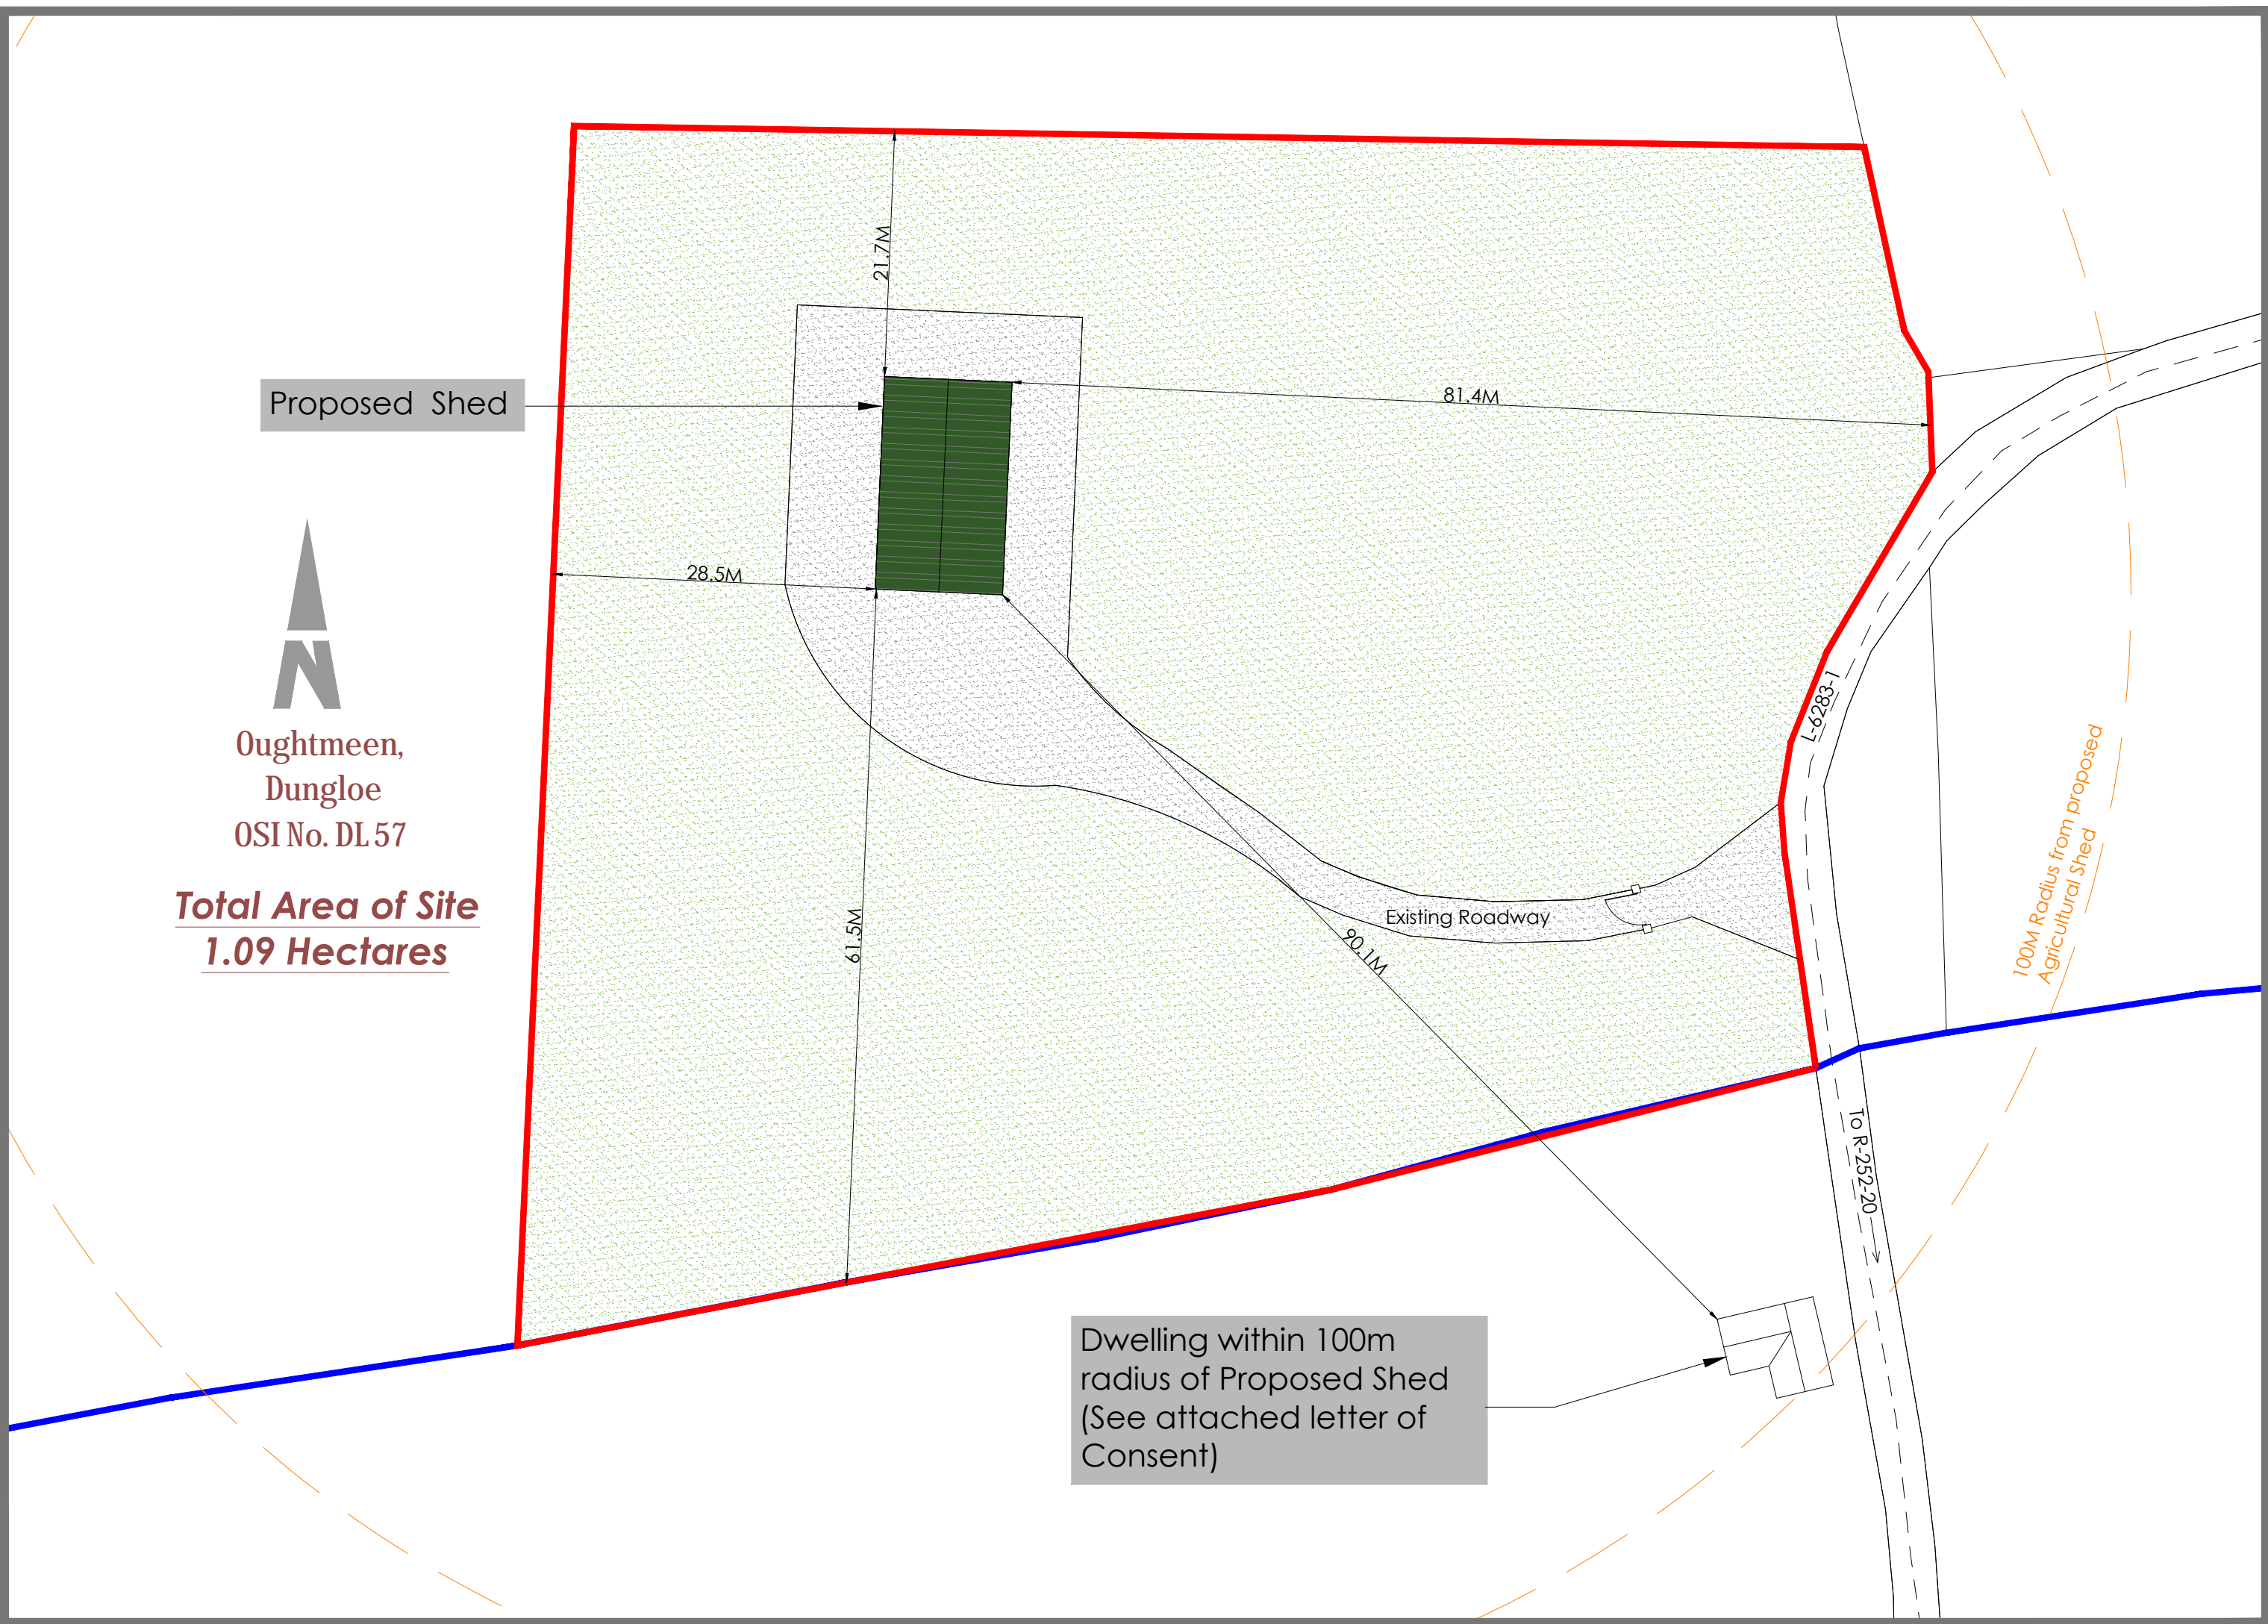 21.7M
81.4M
Proposed Shed
28.5M
N
Oughtmeen,
Dungloe
OSI No. DL 57
Total Area of Site
1.09 Hectares
L-6283-1
100M Radius from proposed
Agricultural Shed
Existing Roadway
61.5M
90.1M
To R-252-20
Dwelling within 100m
radius of Proposed Shed
(See attached letter of
Consent)